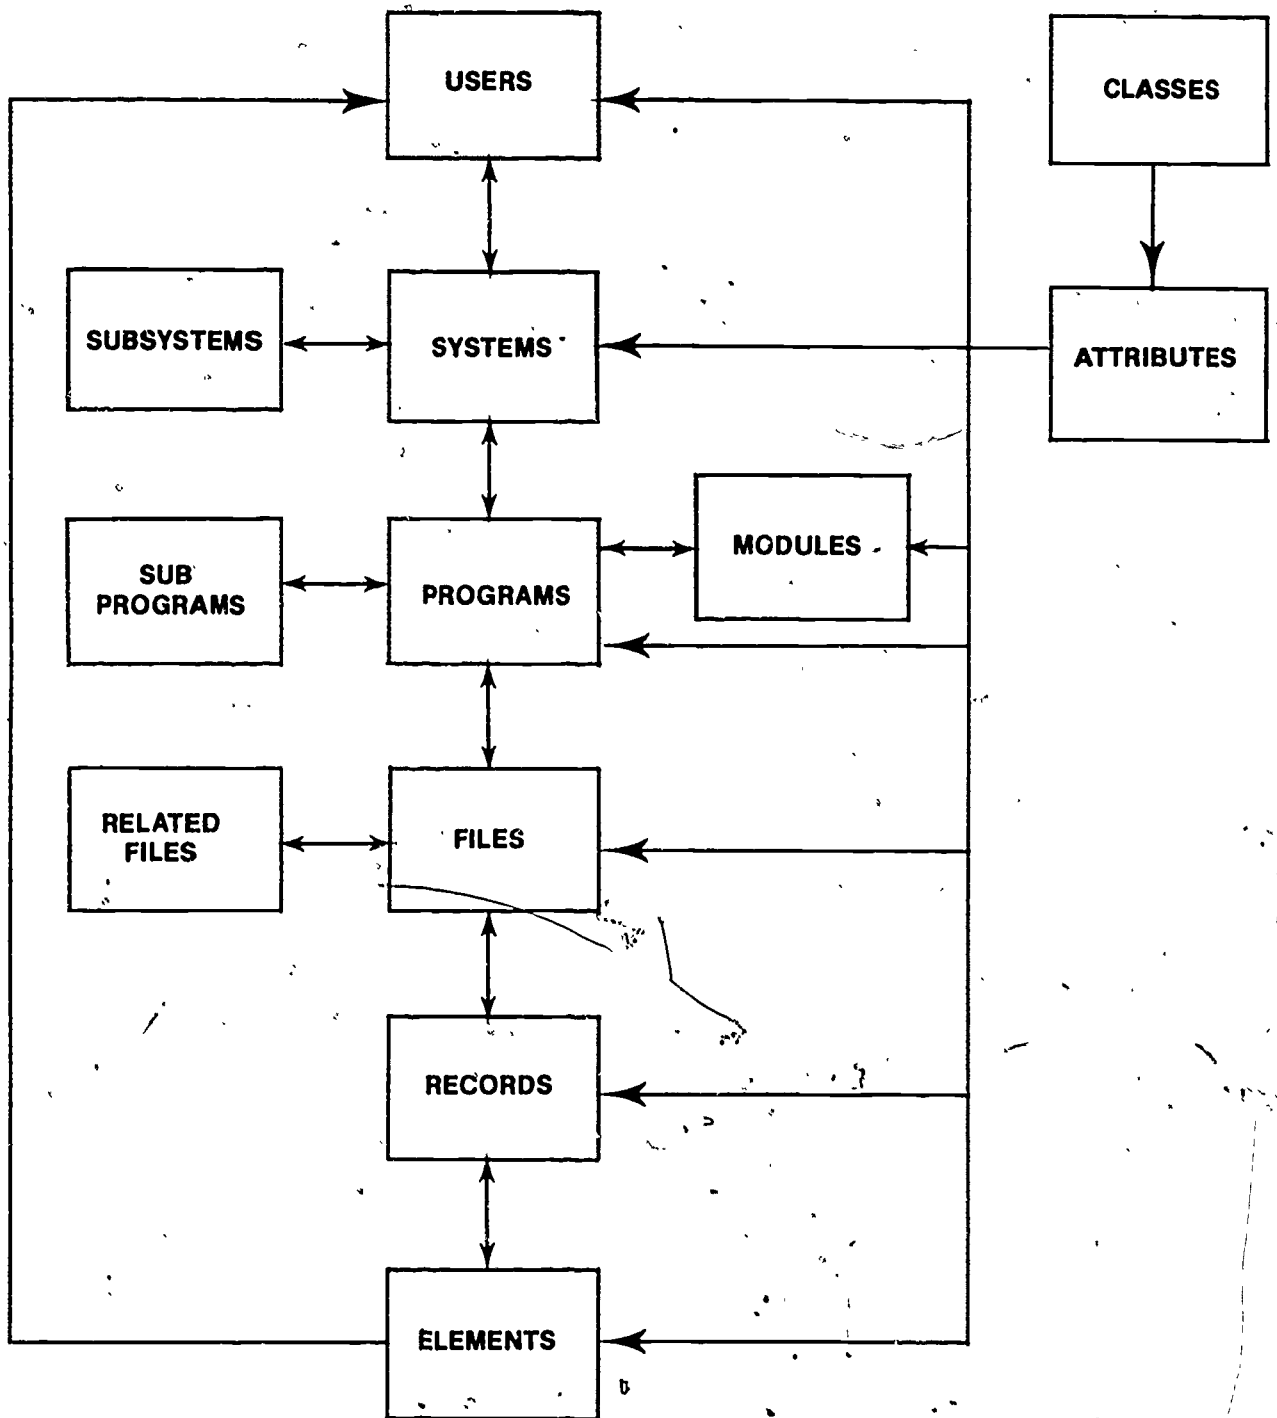 USERS
CLASSES
SUBSYSTEMS
SYSTEMS
ATTRIBUTES
SUB
PROGRAMS
PROGRAMS
MODULES
RELATED
FILES
FILES
RECORDS
ELEMENTS